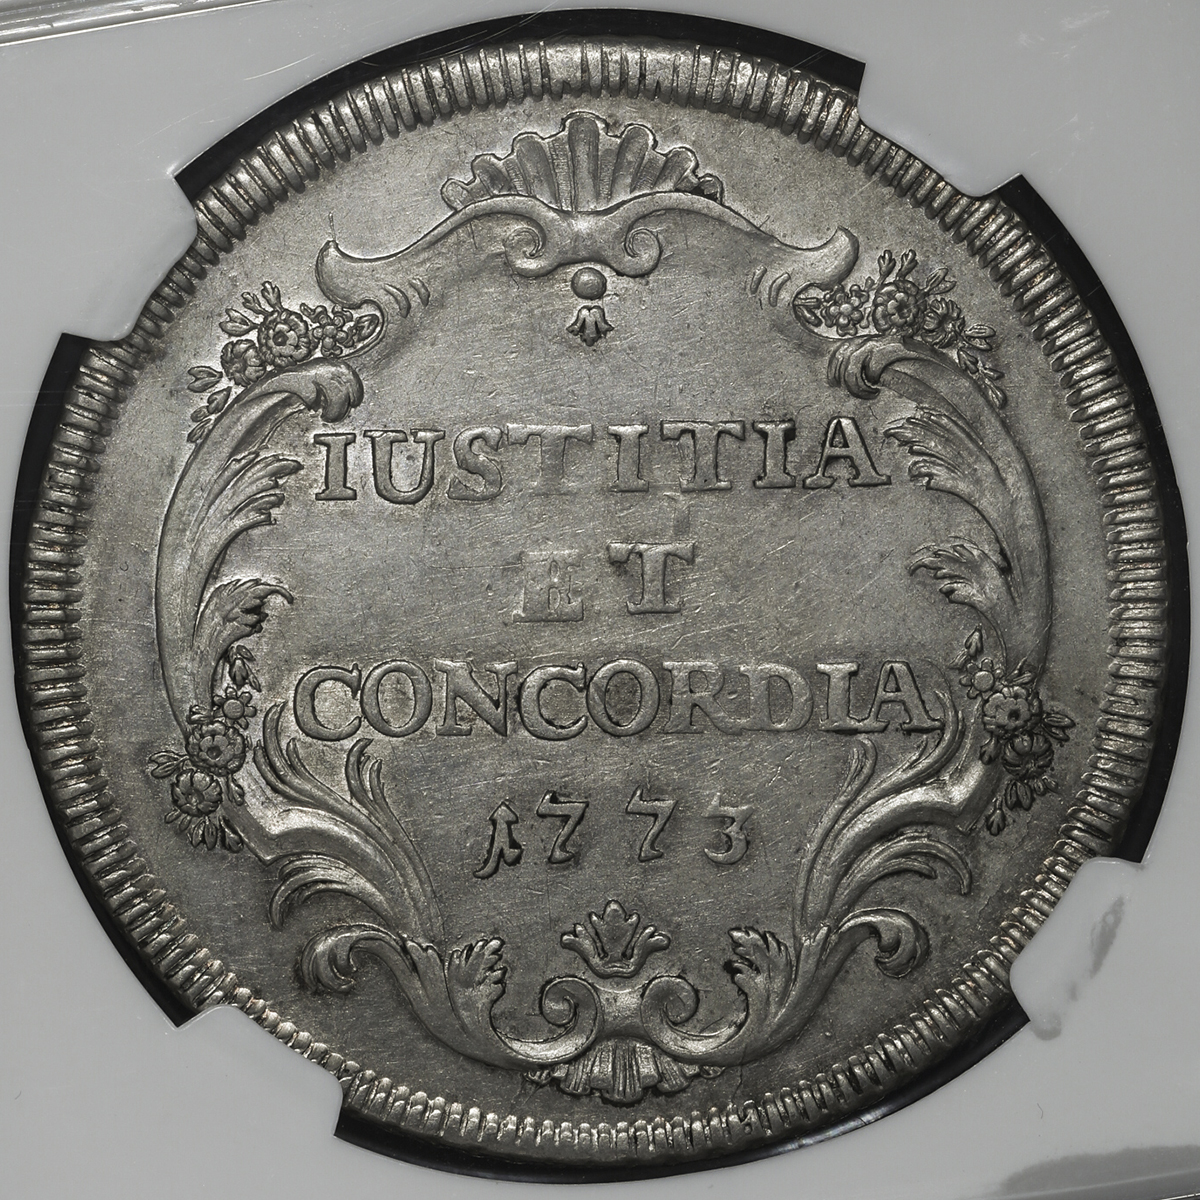 IUSTITIA
ET
CONCORDIA
1773